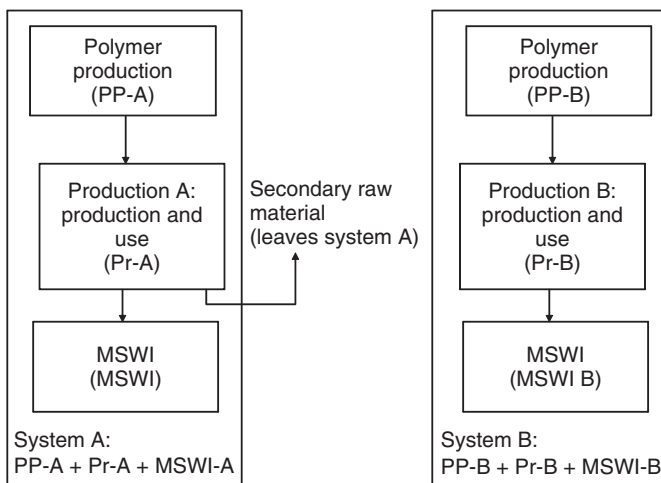 Polymer
production
(PP-A)
Production A:
production and
use
(Pr-A)
MSWI
(MSWI)
System A:
PP-A + Pr-A + MSWI-A
Secondary raw
material
(leaves system A)
Polymer
production
(PP-B)
Production B:
production and
use
(Pr-B)
MSWI
(MSWI B)
System B:
PP-B + Pr-B + MSWI-B